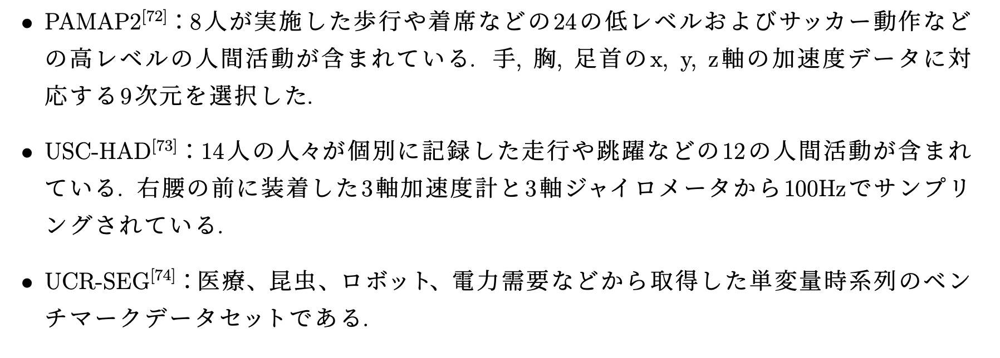 • PAMAP2[72]：8人が実施した歩行や着席などの24の低レベルおよびサッカー動作など
の高レベルの人間活動が含まれている. 手, 胸, 足首のx, y, z軸の加速度データに対
応する9次元を選択した.
• USC-HAD[73]：14人の人々が個別に記録した走行や跳躍などの12の人間活動が含まれ
ている. 右腰の前に装着した3軸加速度計と3軸ジャイロメータから100Hzでサンプリ
ングされている.
• UCR-SEG[74]：医療、昆虫、ロボット、電力需要などから取得した単変量時系列のベン
チマークデータセットである.